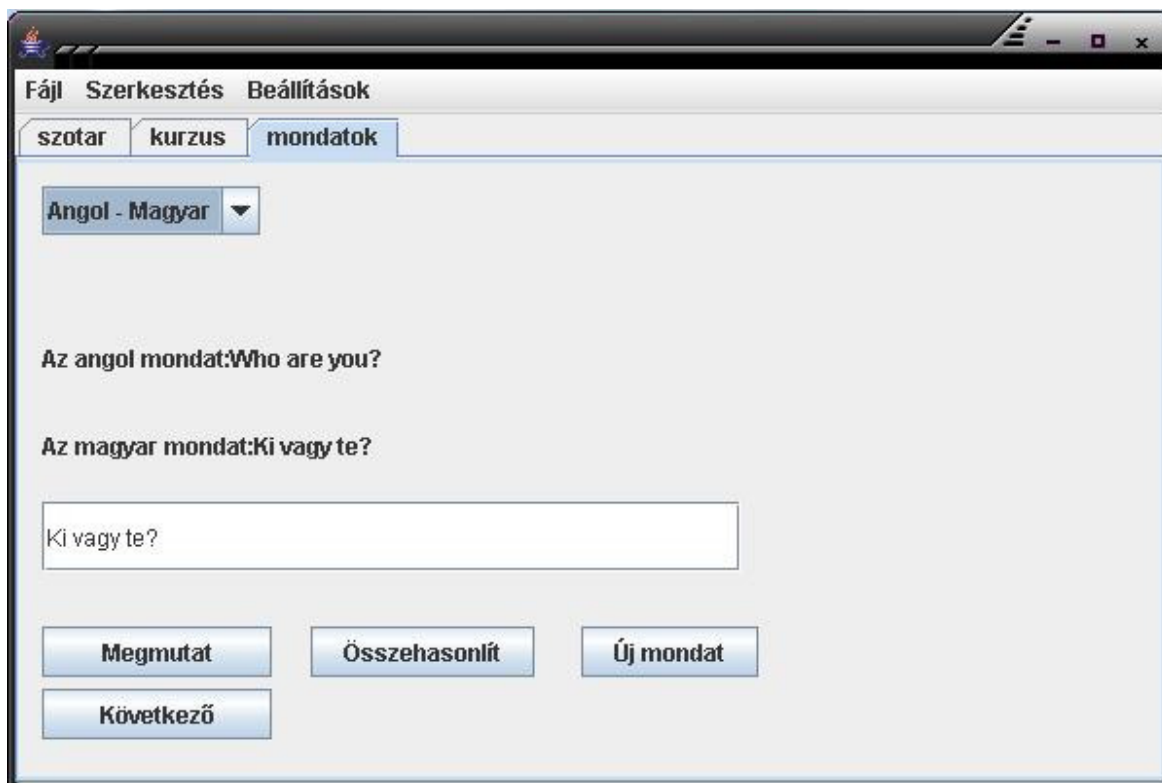 Fájl Szerkesztés Beállítások
szotar kurzus mondatok
Angol - Magyar
Az angol mondat:Who are you?
Az magyar mondat:Ki vagy te?
Ki vagy te?
Megmutat Összehasonlít Új mondat
Következő